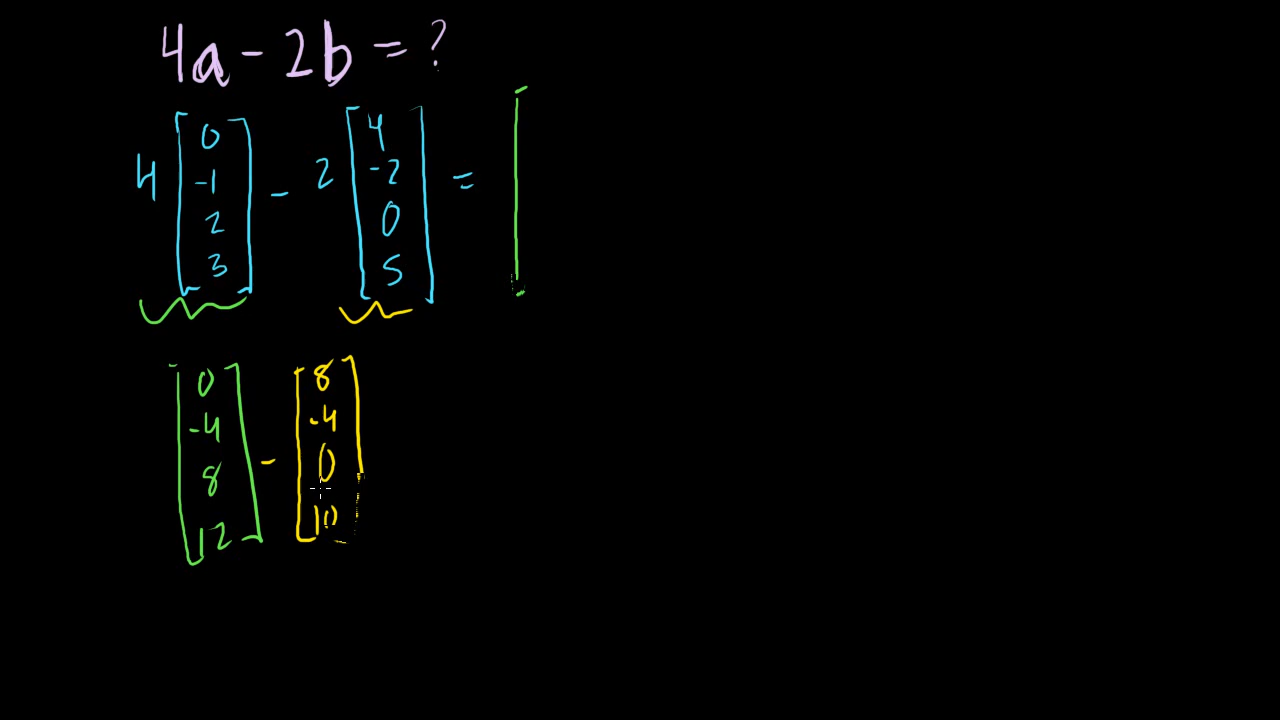 4a - 2b = ?
4 [0 -1 2 3] - 2 [4 -2 0 5] = [
[0 -4 8 12] - [8 -4 0 10]